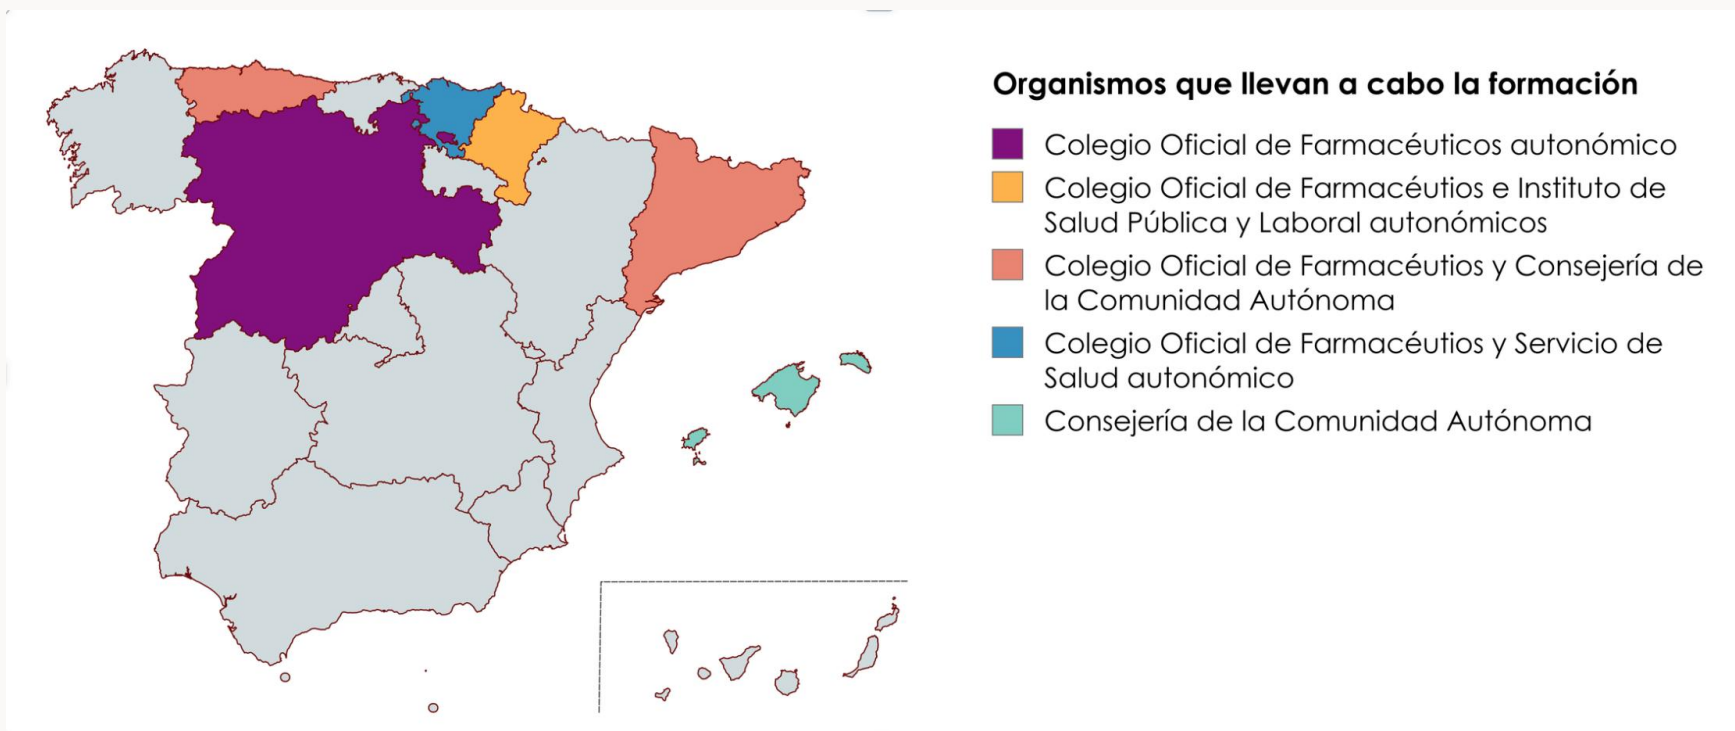 Organismos que llevan a cabo la formación
Colegio Oficial de Farmacéuticos autonómico
Colegio Oficial de Farmacéutios e Instituto de
Salud Pública y Laboral autonómicos
Colegio Oficial de Farmacéutios y Consejería de
la Comunidad Autónoma
Colegio Oficial de Farmacéutios y Servicio de
Salud autonómico
Consejería de la Comunidad Autónoma